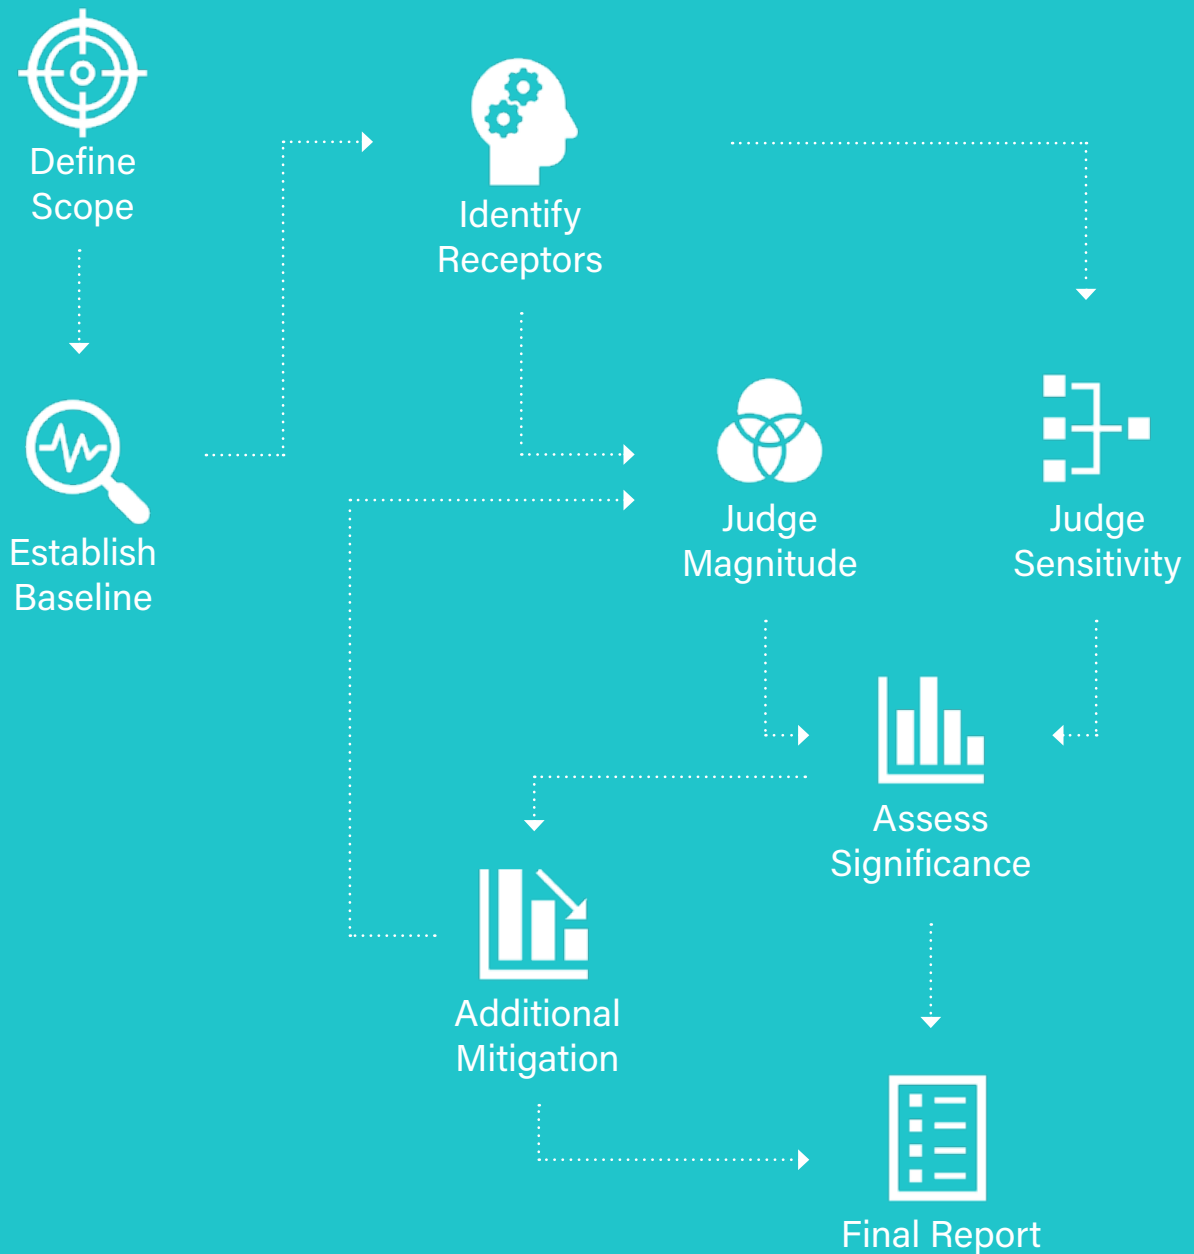 Define
Scope
Identify
Receptors
Establish
Baseline
Judge
Magnitude
Judge
Sensitivity
Assess
Significance
Additional
Mitigation
Final Report